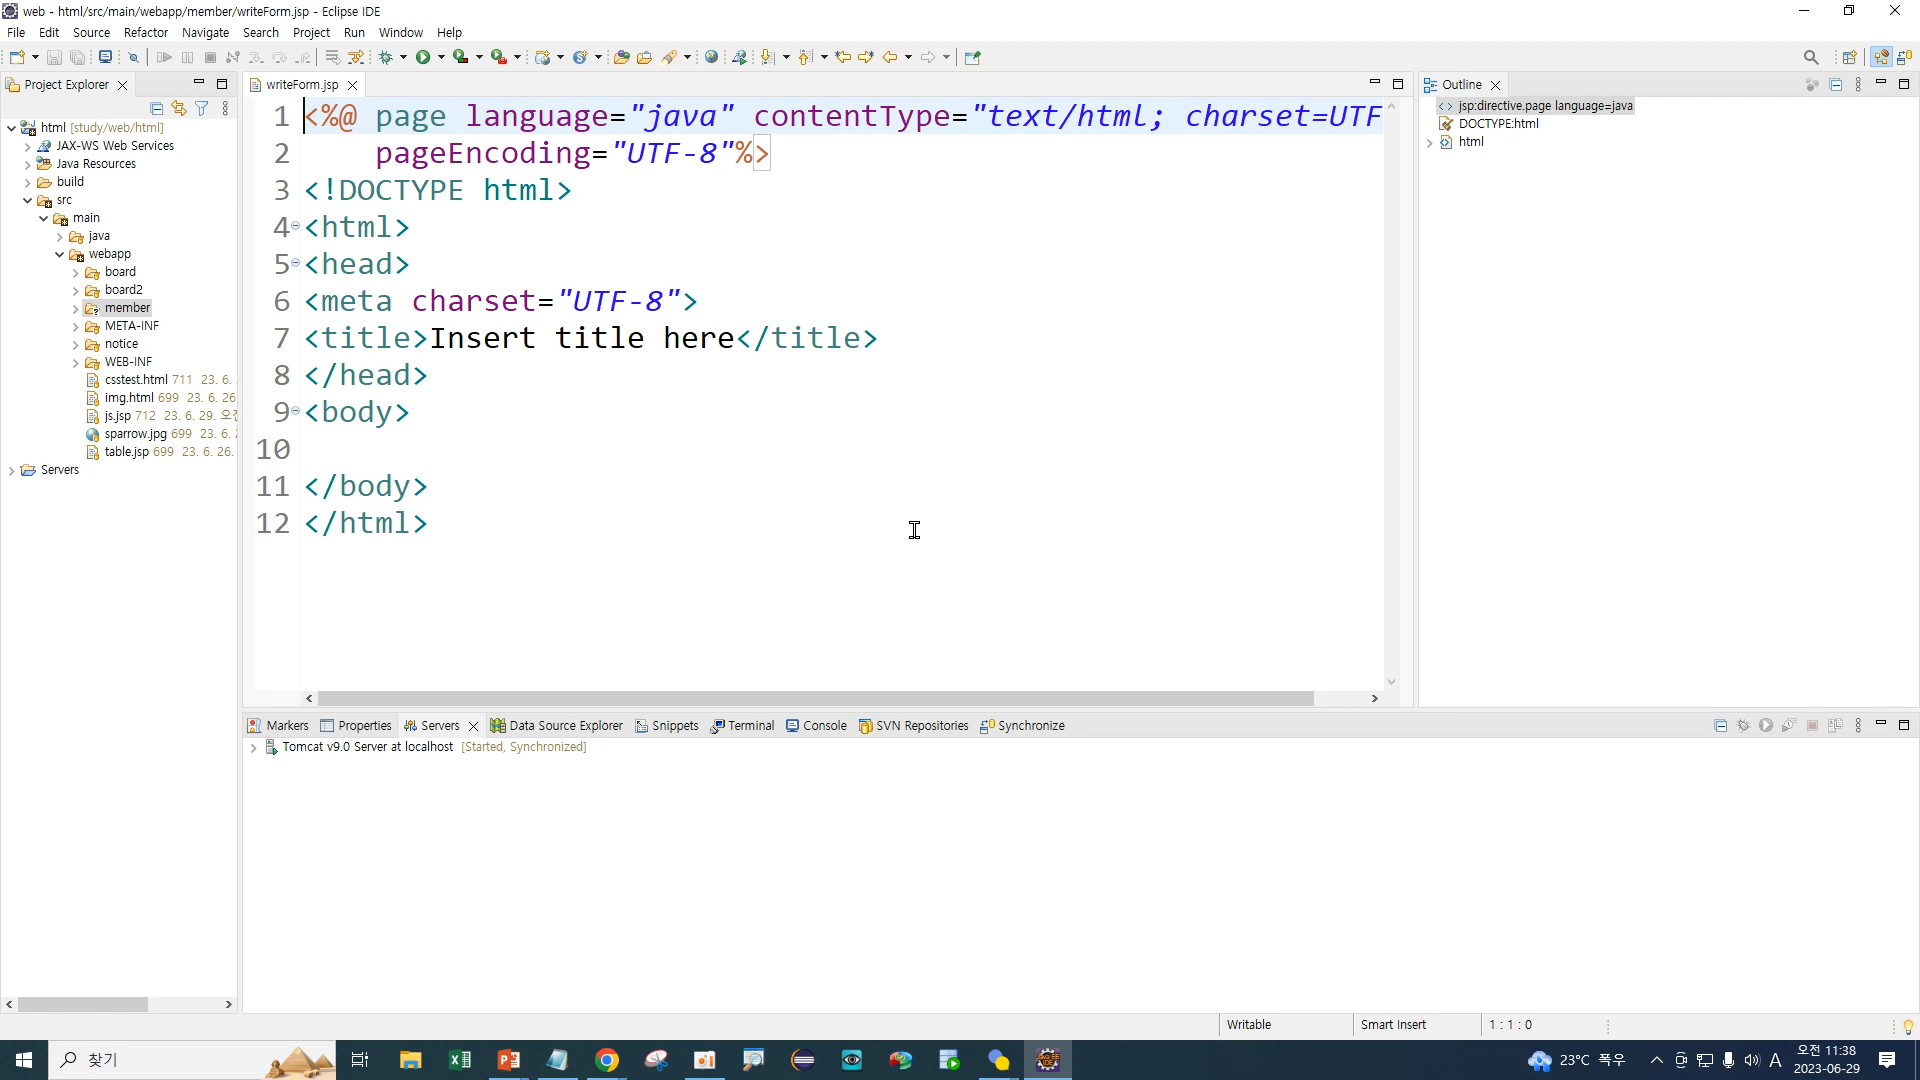 web - html/src/main/webapp/member/writeForm.jsp - Eclipse IDE
File Edit Source Refactor Navigate Search Project Run Window Help
Project Explorer
html [study/web/html]
JAX-WS Web Services
Java Resources
build
src
main
java
webapp
board
board2
member
META-INF
notice
WEB-INF
csstest.html 711 23. 6.
img.html 699 23. 6. 26
js.jsp 712 23. 6. 29. 오전
sparrow.jpg 699 23. 6.
table.jsp 699 23. 6. 26.
Servers
writeForm.jsp
1 <%@ page language="java" contentType="text/html; charset=UTF
2 pageEncoding="UTF-8"%>
3 <!DOCTYPE html>
4 <html>
5 <head>
6 <meta charset="UTF-8">
7 <title>Insert title here</title>
8 </head>
9 <body>
10
11 </body>
12 </html>
Outline
jsp:directive.page language=java
DOCTYPE:html
html
Markers Properties Servers Data Source Explorer Snippets Terminal Console SVN Repositories Synchronize
Tomcat v9.0 Server at localhost [Started, Synchronized]
Writable Smart Insert 1 : 1 : 0
찾기
23°C 폭우
A
오전 11:38
2023-06-29